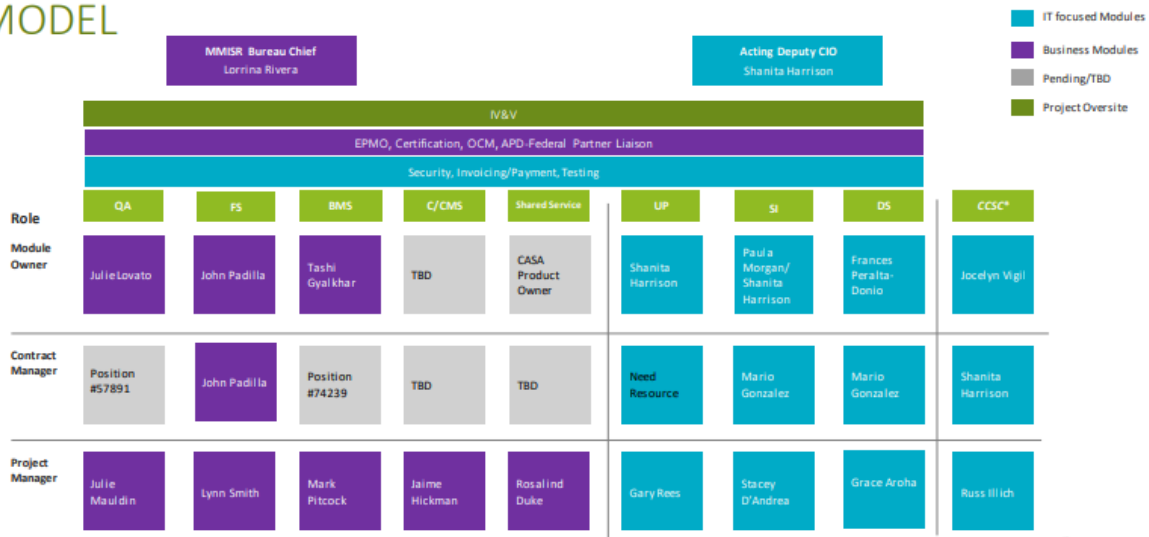 MODEL
IT focused Modules
Business Modules
Pending/TBD
Project Oversite
MMISR Bureau Chief
Lorrina Rivera
Acting Deputy CIO
Shanita Harrison
IV&V
EPMO, Certification, OCM, APD-Federal Partner Liaison
Security, Invoicing/Payment, Testing
Role
QA
FS
BMS
C/CMS
Shared Service
UP
SI
DS
CCSC*
Module
Owner
Julie Lovato
John Padilla
Tashi
Gyalkhar
TBD
CASA
Product
Owner
Shanita
Harrison
Paula
Morgan/
Shanita
Harrison
Frances
Peralta-
Donio
Jocelyn Vigil
Contract
Manager
Position
#57891
John Padilla
Position
#74239
TBD
TBD
Need
Resource
Mario
Gonzalez
Mario
Gonzalez
Shanita
Harrison
Project
Manager
Julie
Mauldin
Lynn Smith
Mark
Pitcock
Jaime
Hickman
Rosalind
Duke
Gary Rees
Stacey
D'Andrea
Grace Aroha
Russ Illich